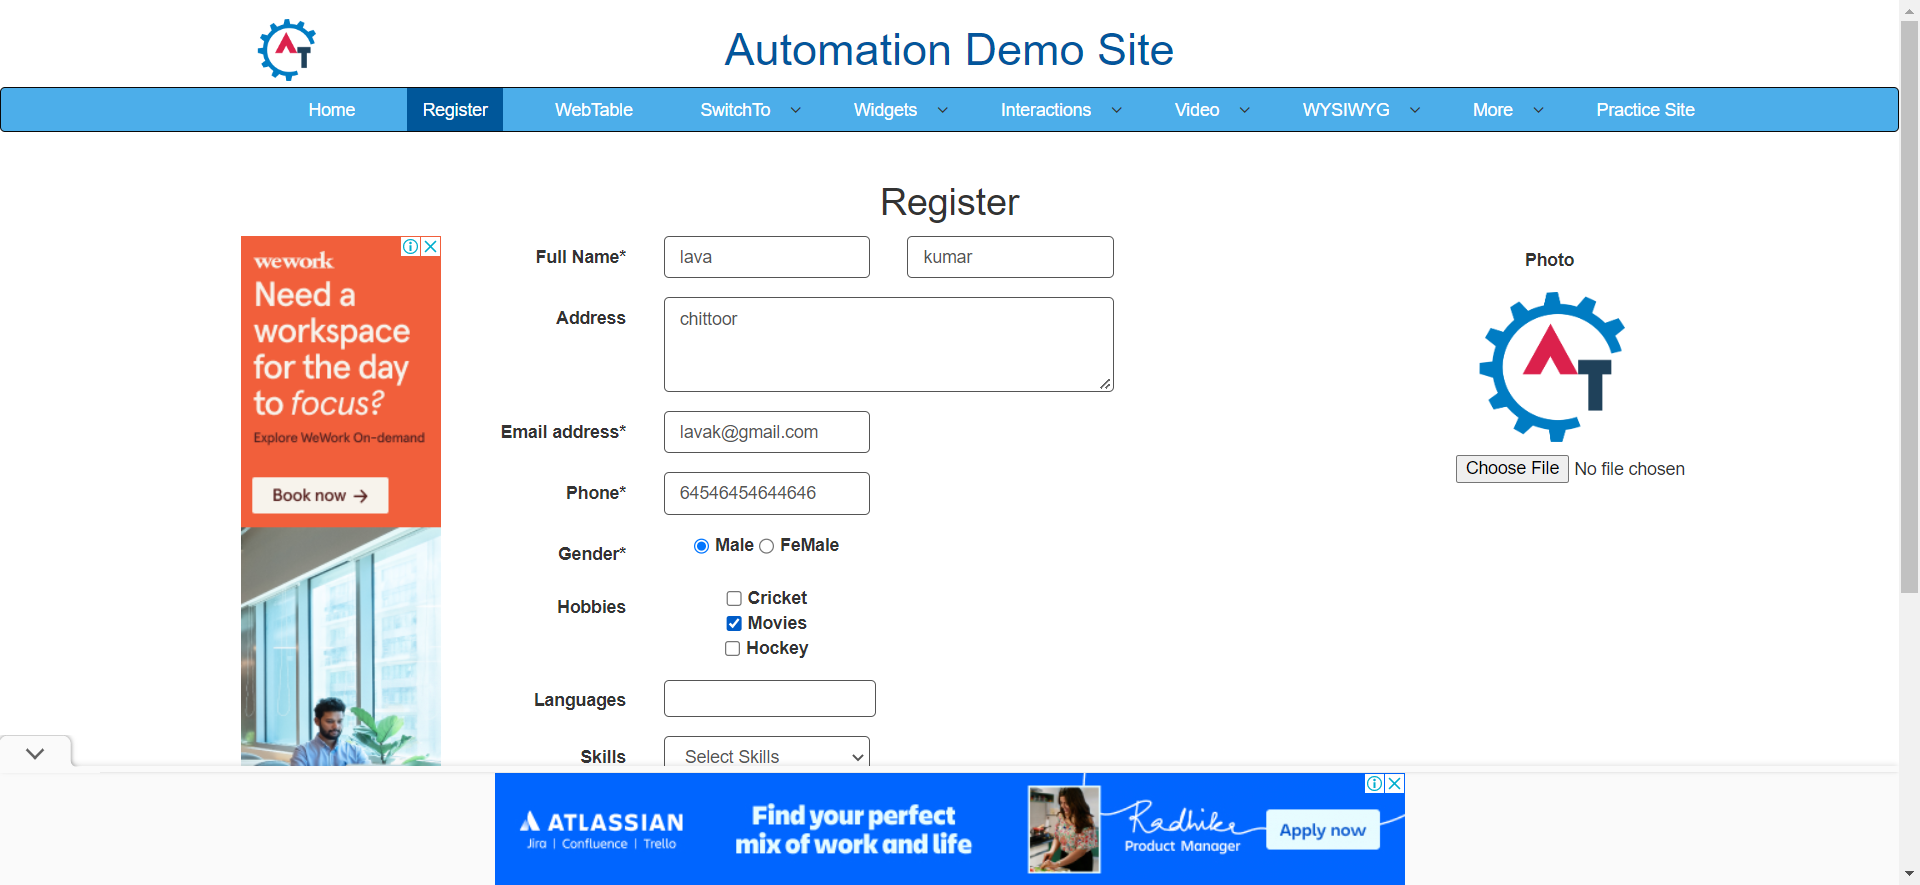 AT
Automation Demo Site
Home
Register
WebTable
SwitchTo
Widgets
Interactions
Video
WYSIWYG
More
Practice Site
Register
wework
Need a
workspace
for the day
to focus?
Explore WeWork On-demand
Book now →
Full Name*
lava
kumar
Address
chittoor
Email address*
lavak@gmail.com
Phone*
64546454644646
Gender*
Male
FeMale
Hobbies
Cricket
Movies
Hockey
Languages
Skills
Select Skills
Photo
AT
Choose File No file chosen
ATLASSIAN
Jira | Confluence | Trello
Find your perfect
mix of work and life
Radhike
Product Manager
Apply now